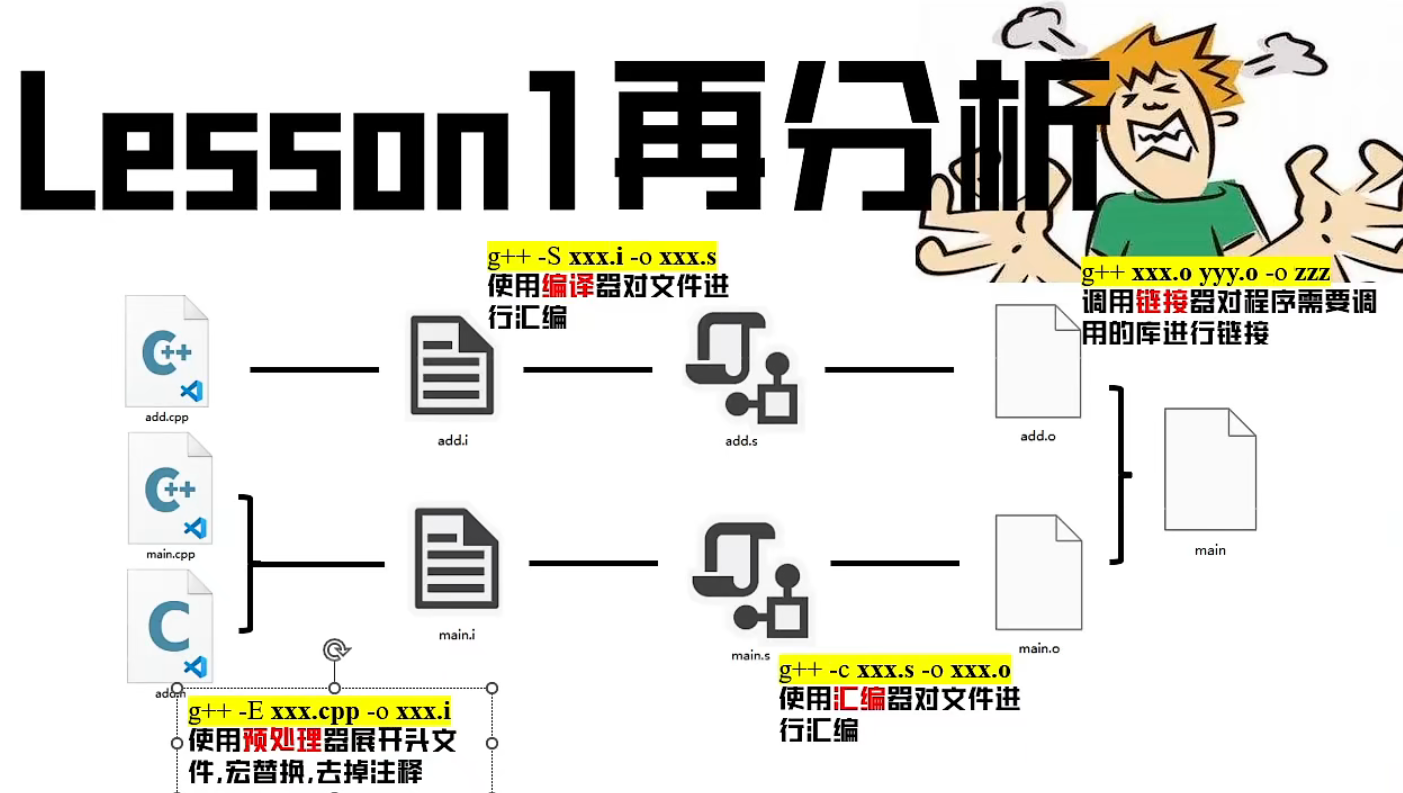 Lesson1再分析
g++ -S xxx.i -o xxx.s
使用编译器对文件进
行汇编
g++ xxx.o yyy.o -o zzz
调用链接器对程序需要调
用的库进行链接
add.cpp
add.i
add.s
add.o
main.cpp
main
main.i
main.s
main.o
add.h
g++ -c xxx.s -o xxx.o
使用汇编器对文件进
行汇编
g++ -E xxx.cpp -o xxx.i
使用预处理器展开头文
件,宏替换,去掉注释